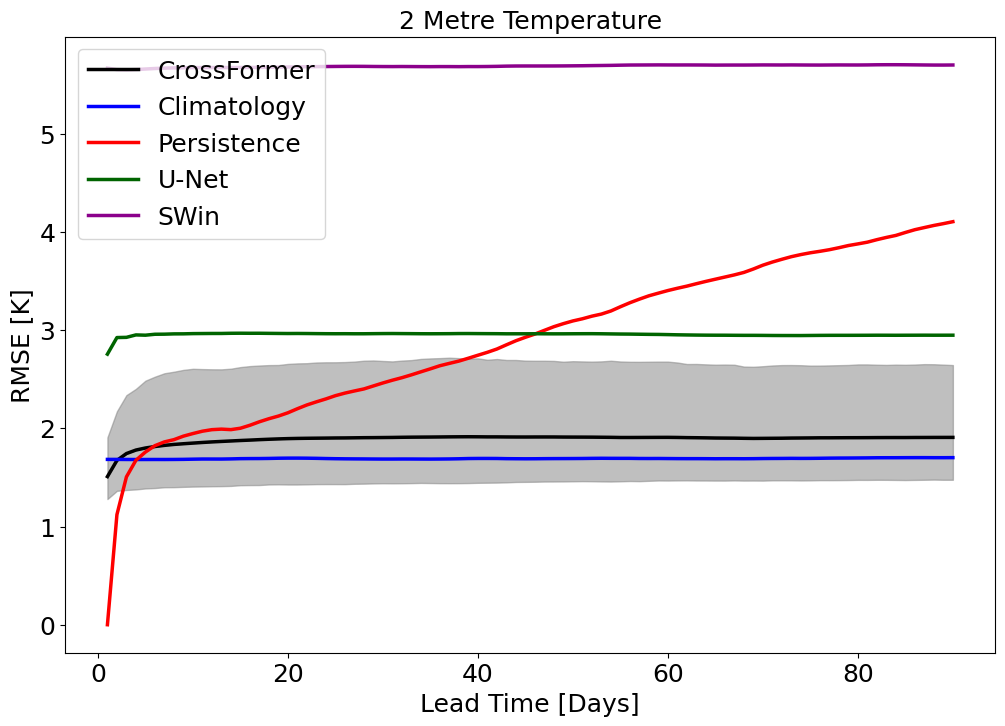 2 Metre Temperature
CrossFormer
Climatology
Persistence
U-Net
SWin
RMSE [K]
5
4
3
2
1
0
0 20 40 60 80
Lead Time [Days]